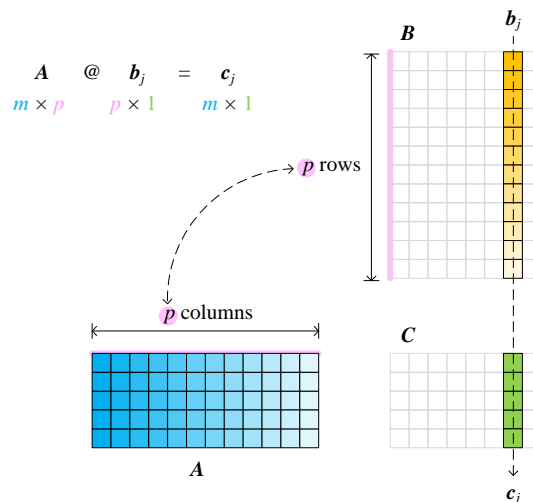 b_j
B
A @ b_j = c_j
m × p p × 1 m × 1
p rows
p columns
C
A
c_j